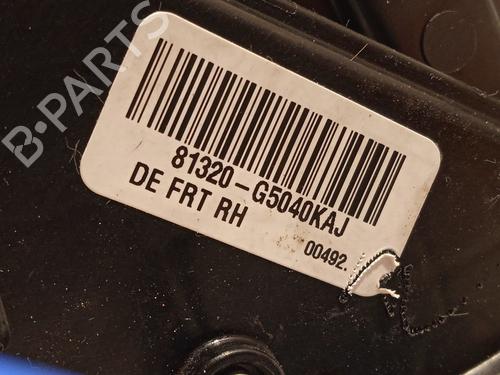 B-PARTS
81320-G5040KAJ
DE FRT RH
00492.